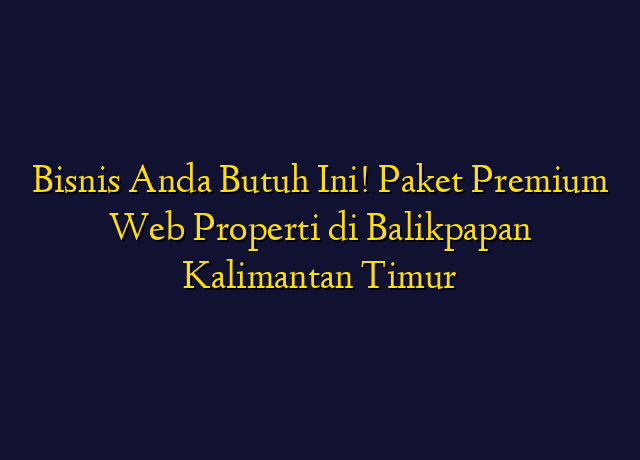 Bisnis Anda Butuh Ini! Paket Premium
Web Properti di Balikpapan
Kalimantan Timur